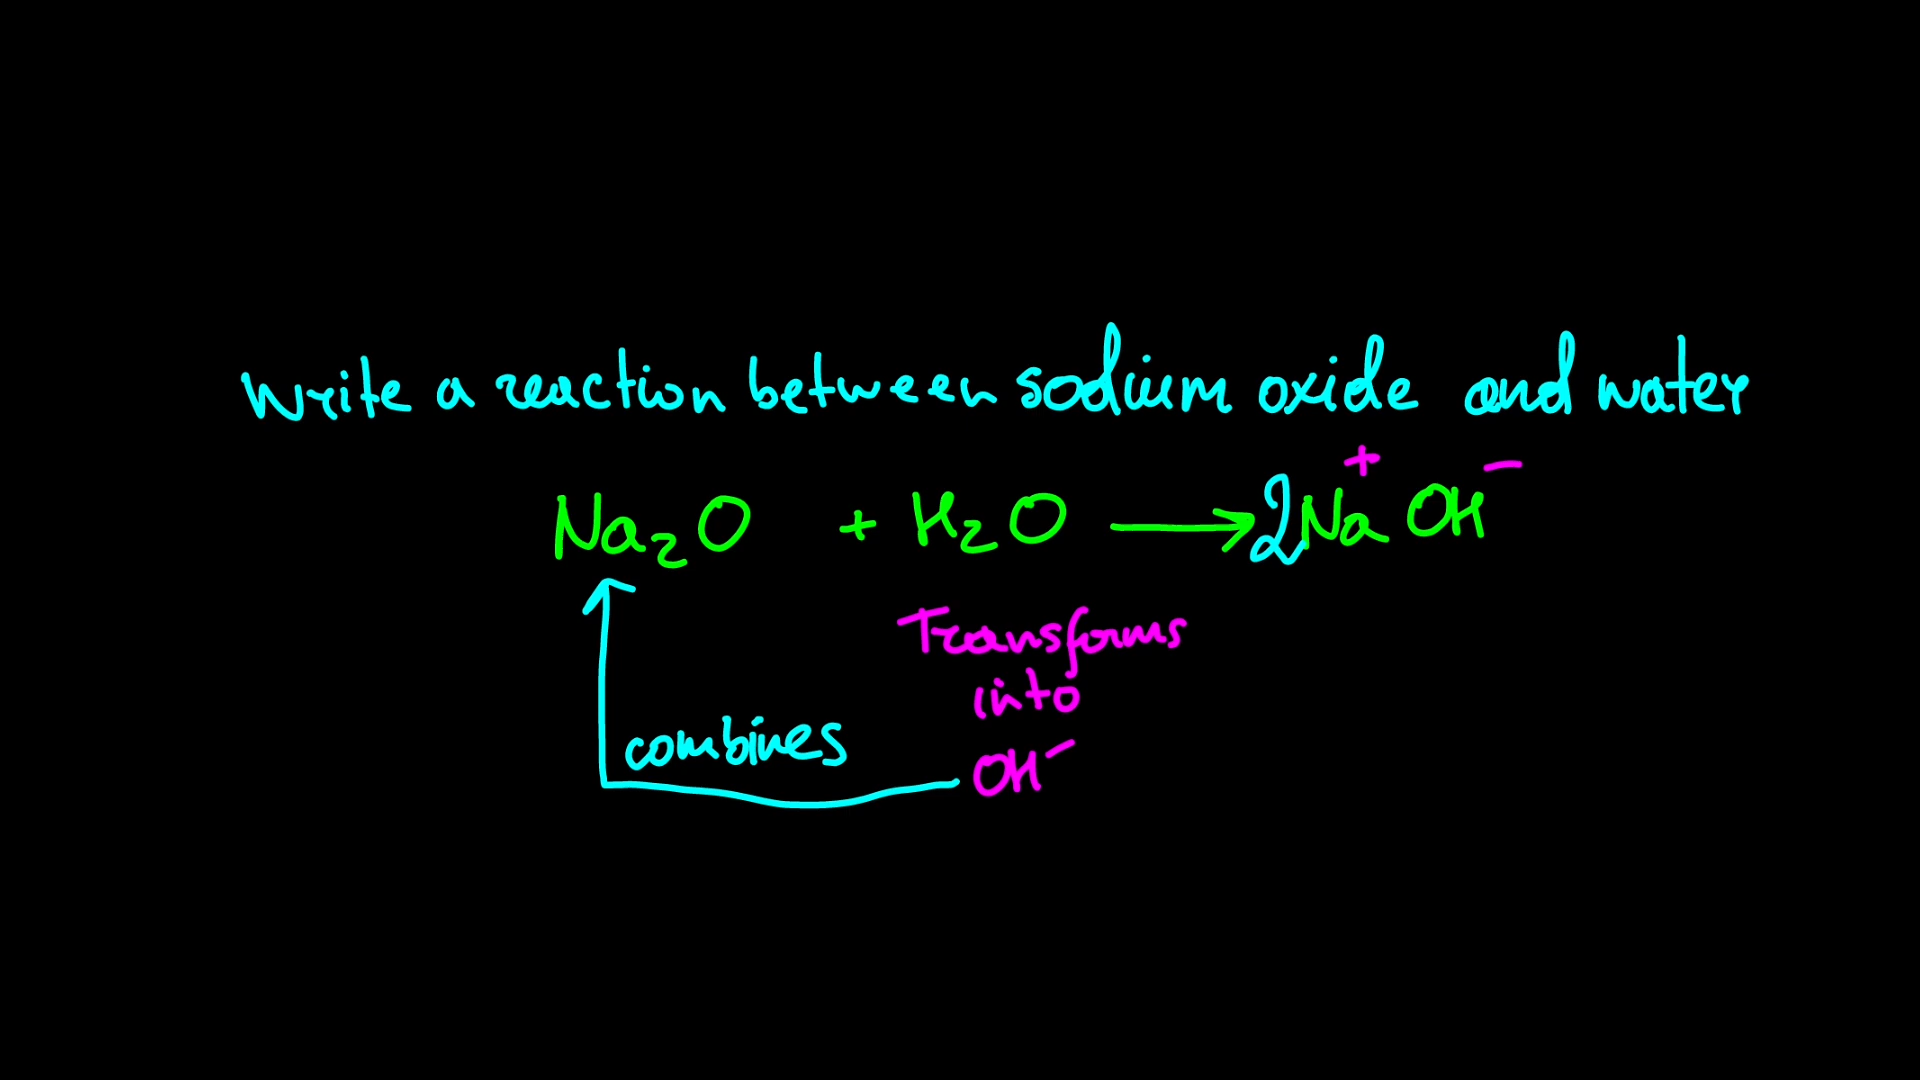 Write a reaction between sodium oxide and water
Na₂O + H₂O → 2Na⁺OH⁻
Transforms
into
combines
OH⁻